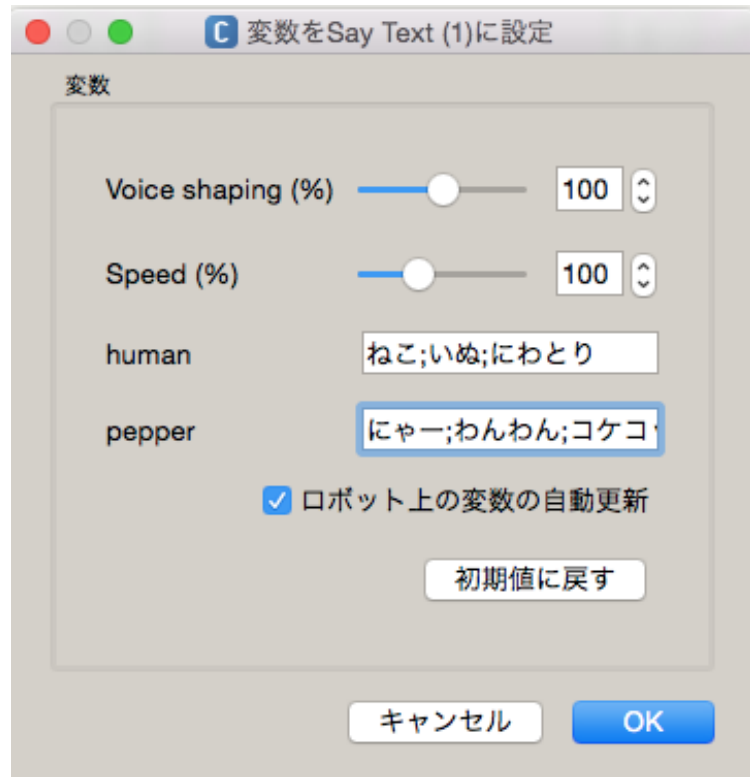 C 変数をSay Text (1)に設定
変数
Voice shaping (%) 100
Speed (%) 100
human ねこ;いぬ;にわとり
pepper にゃー;わんわん;コケコ
ロボット上の変数の自動更新
初期値に戻す
キャンセル OK